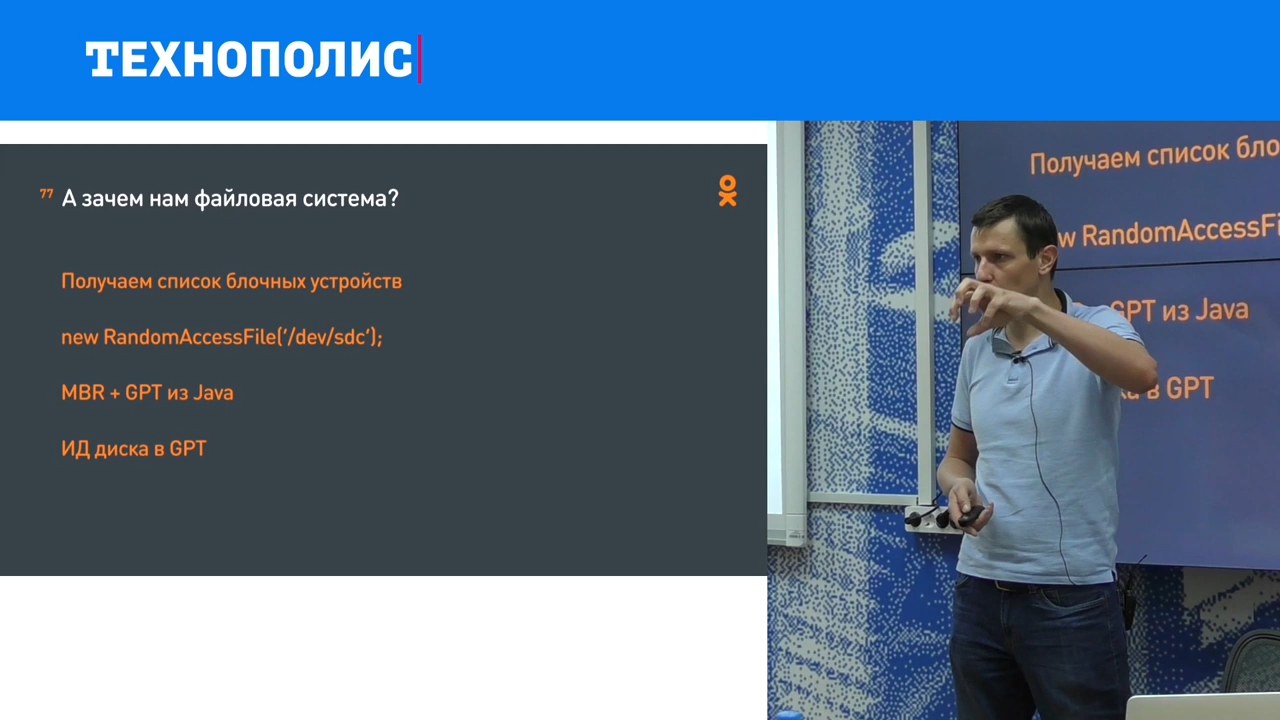 ТЕХНОПОЛИС
77 А зачем нам файловая система?
Получаем список блочных устройств
new RandomAccessFile(‘/dev/sdc’);
MBR + GPT из Java
ИД диска в GPT
Получаем список бло
w RandomAccessFi
GPT из Java
ка в GPT